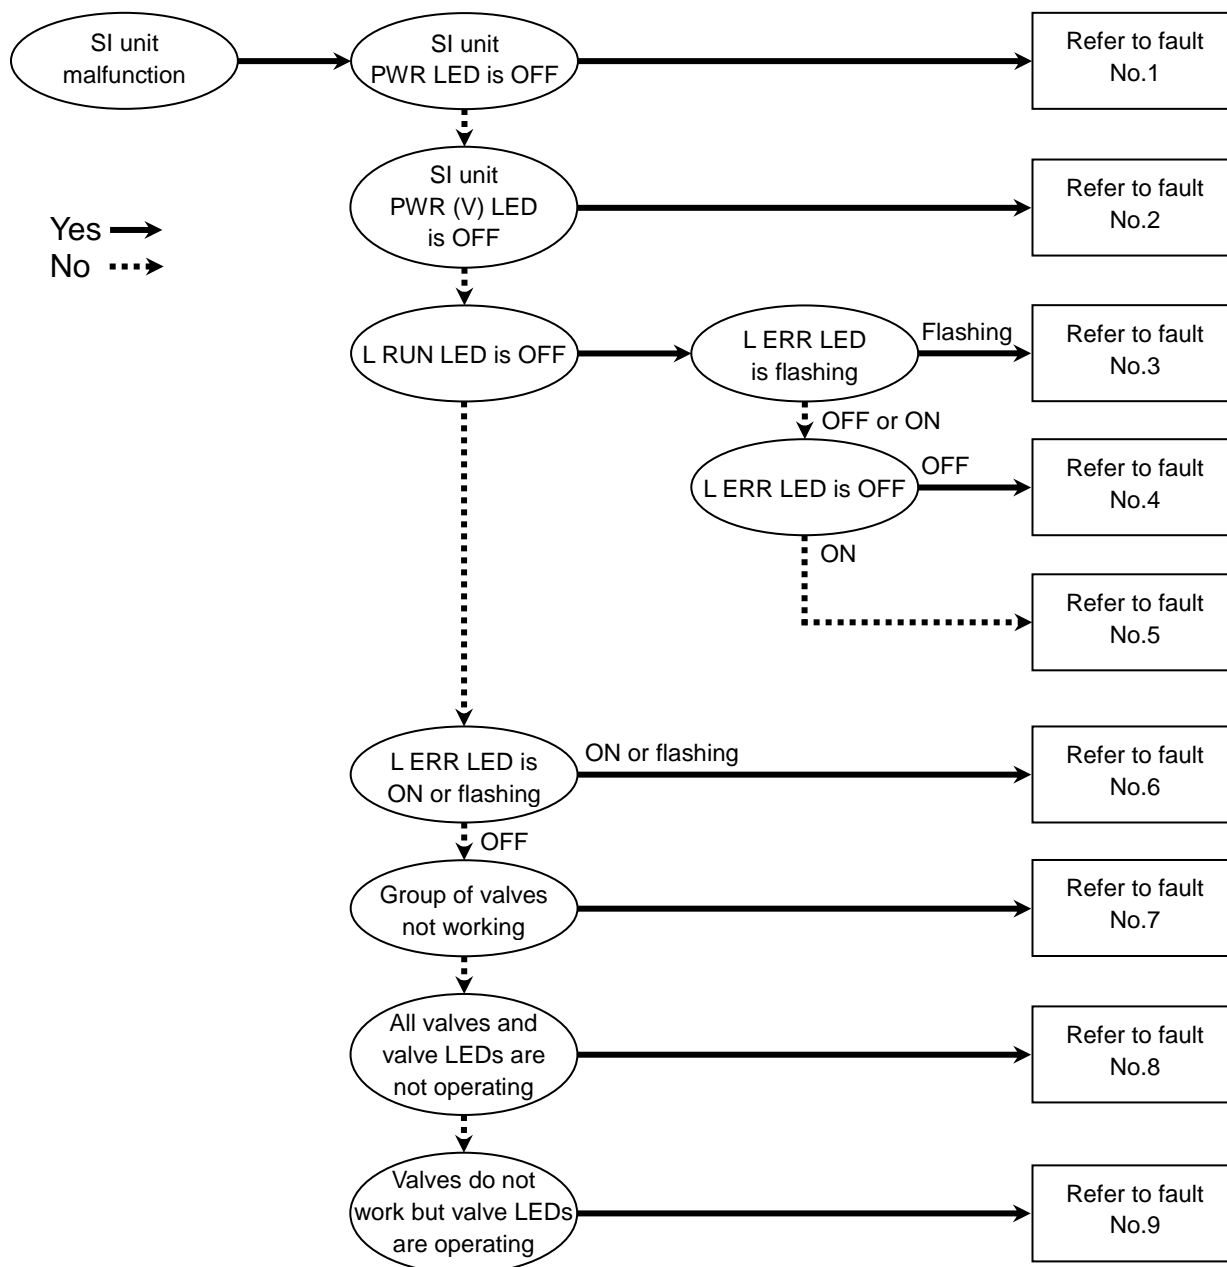 SI unit
malfunction
SI unit
PWR LED is OFF
Refer to fault
No.1
SI unit
PWR (V) LED
is OFF
Refer to fault
No.2
Yes
No
L RUN LED is OFF
L ERR LED
is flashing
Flashing
Refer to fault
No.3
OFF or ON
L ERR LED is OFF
OFF
Refer to fault
No.4
ON
Refer to fault
No.5
L ERR LED is
ON or flashing
ON or flashing
Refer to fault
No.6
OFF
Group of valves
not working
Refer to fault
No.7
All valves and
valve LEDs are
not operating
Refer to fault
No.8
Valves do not
work but valve LEDs
are operating
Refer to fault
No.9